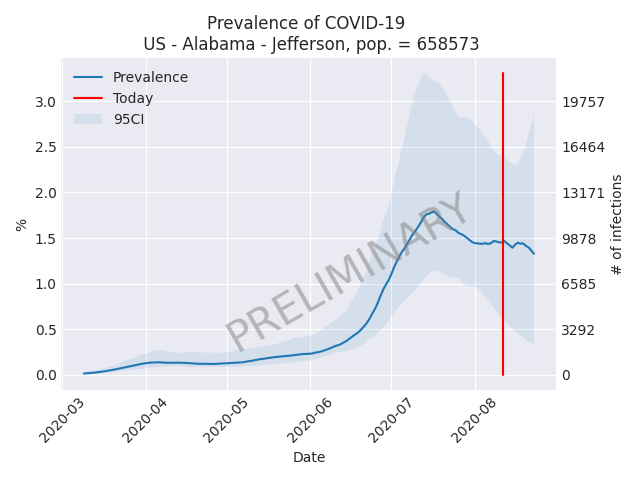 Prevalence of COVID-19
US - Alabama - Jefferson, pop. = 658573
Prevalence
Today
95CI
3.0
2.5
2.0
1.5
1.0
0.5
0.0
%
19757
16464
13171
9878
6585
3292
0
# of infections
PRELIMINARY
2020-03
2020-04
2020-05
2020-06
2020-07
2020-08
Date